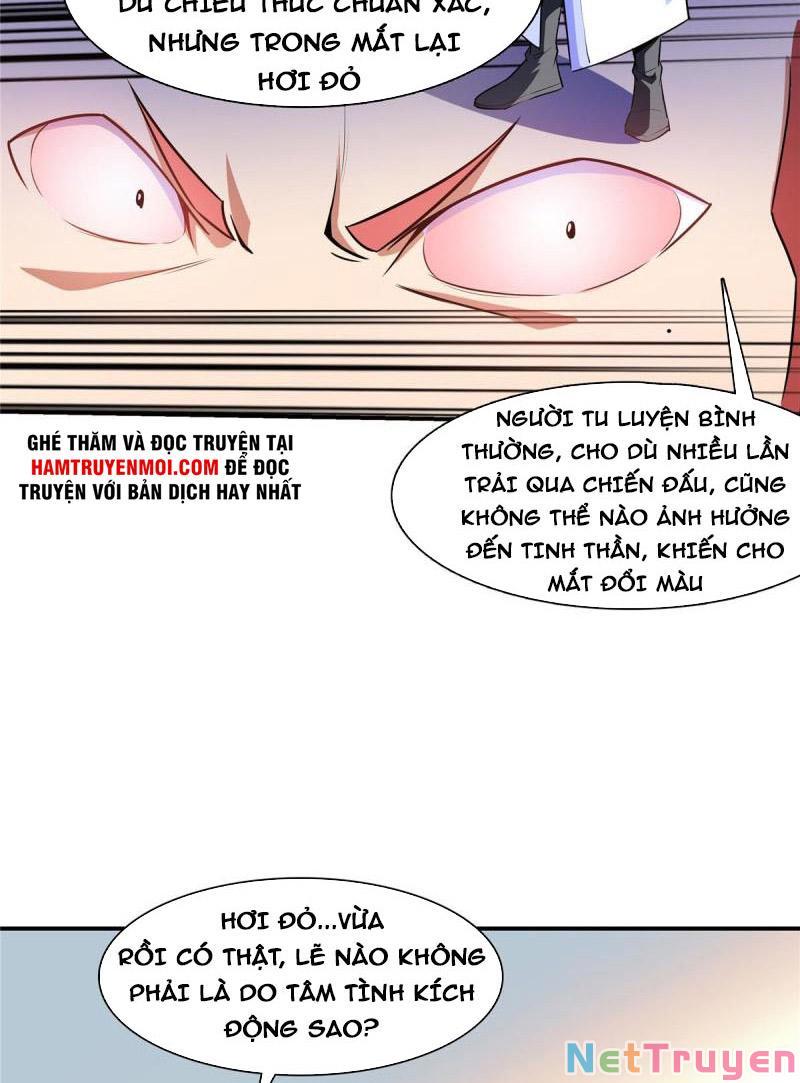 DÙ CHIÊU THỨC CHUẨN XÁC,
NHƯNG TRONG MẮT LẠI
HƠI ĐỎ
GHÉ THĂM VÀ ĐỌC TRUYỆN TẠI
HAMTRUYENMOI.COM ĐỂ ĐỌC
TRUYỆN VỚI BẢN DỊCH HAY NHẤT
NGƯỜI TU LUYỆN BÌNH
THƯỜNG, CHO DÙ NHIỀU LẦN
TRẢI QUA CHIẾN ĐẤU, CŨNG
KHÔNG THỂ NÀO ẢNH HƯỞNG
ĐẾN TINH THẦN, KHIẾN CHO
MẮT ĐỔI MÀU
HƠI ĐỎ...VỪA
RỒI CÓ THẬT, LẼ NÀO KHÔNG
PHẢI LÀ DO TÂM TÌNH KÍCH
ĐỘNG SAO?
NetTruyen